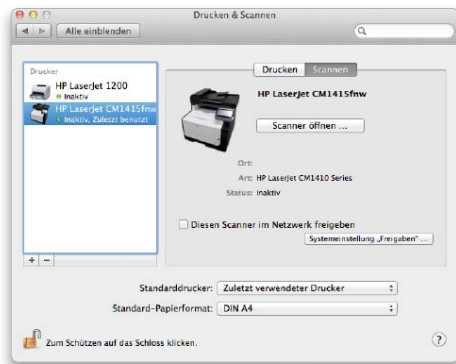 Drucken & Scannen
Alle einblenden
Drucker
HP LaserJet 1200
Inaktiv
HP LaserJet CM1415fnw
Inaktiv, Zuletzt benutzt
+ −
Drucken Scannen
HP LaserJet CM1415fnw
Scanner öffnen ...
Ort:
Art: HP LaserJet CM1410 Series
Status: Inaktiv
Diesen Scanner im Netzwerk freigeben
Systemeinstellung „Freigaben“ ...
Standarddrucker: Zuletzt verwendeter Drucker
Standard-Papierformat: DIN A4
Zum Schützen auf das Schloss klicken.
?